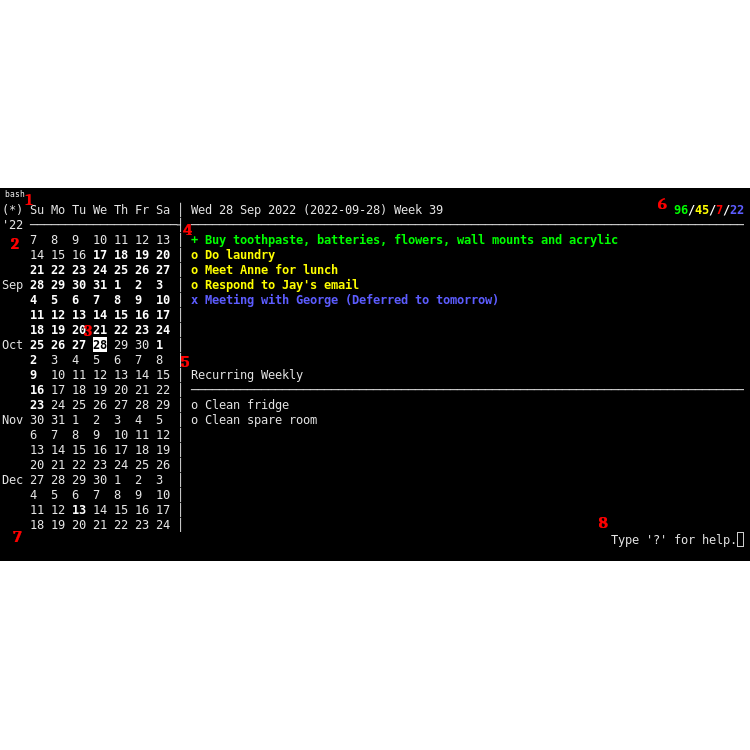 bash 1
(*) Su Mo Tu We Th Fr Sa | Wed 28 Sep 2022 (2022-09-28) Week 39 6 96/45/7/22
'22 4
2 7 8 9 10 11 12 13 | + Buy toothpaste, batteries, flowers, wall mounts and acrylic
14 15 16 17 18 19 20 | o Do laundry
21 22 23 24 25 26 27 | o Meet Anne for lunch
Sep 28 29 30 31 1 2 3 | o Respond to Jay's email
4 5 6 7 8 9 10 | x Meeting with George (Deferred to tomorrow)
11 12 13 14 15 16 17 |
18 19 20 3 21 22 23 24 |
Oct 25 26 27 28 29 30 1 |
2 3 4 5 6 7 8 | 5
9 10 11 12 13 14 15 | Recurring Weekly
16 17 18 19 20 21 22 |
23 24 25 26 27 28 29 | o Clean fridge
Nov 30 31 1 2 3 4 5 | o Clean spare room
6 7 8 9 10 11 12 |
13 14 15 16 17 18 19 |
20 21 22 23 24 25 26 |
Dec 27 28 29 30 1 2 3 |
4 5 6 7 8 9 10 |
11 12 13 14 15 16 17 |
18 19 20 21 22 23 24 | 8
7 Type '?' for help.